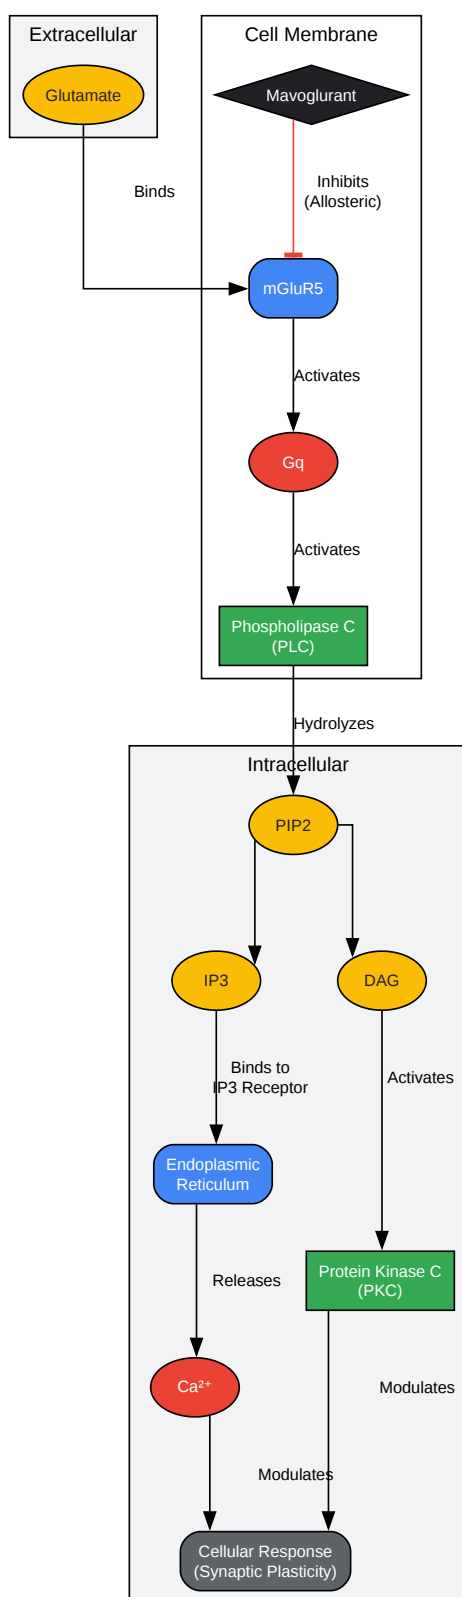 Extracellular
Cell Membrane
Glutamate
Mavoglurant
Binds
Inhibits
(Allosteric)
mGluR5
Activates
Gq
Activates
Phospholipase C
(PLC)
Hydrolyzes
Intracellular
PIP2
IP3
DAG
Binds to
IP3 Receptor
Activates
Endoplasmic
Reticulum
Releases
Protein Kinase C
(PKC)
Ca²⁺
Modulates
Modulates
Cellular Response
(Synaptic Plasticity)